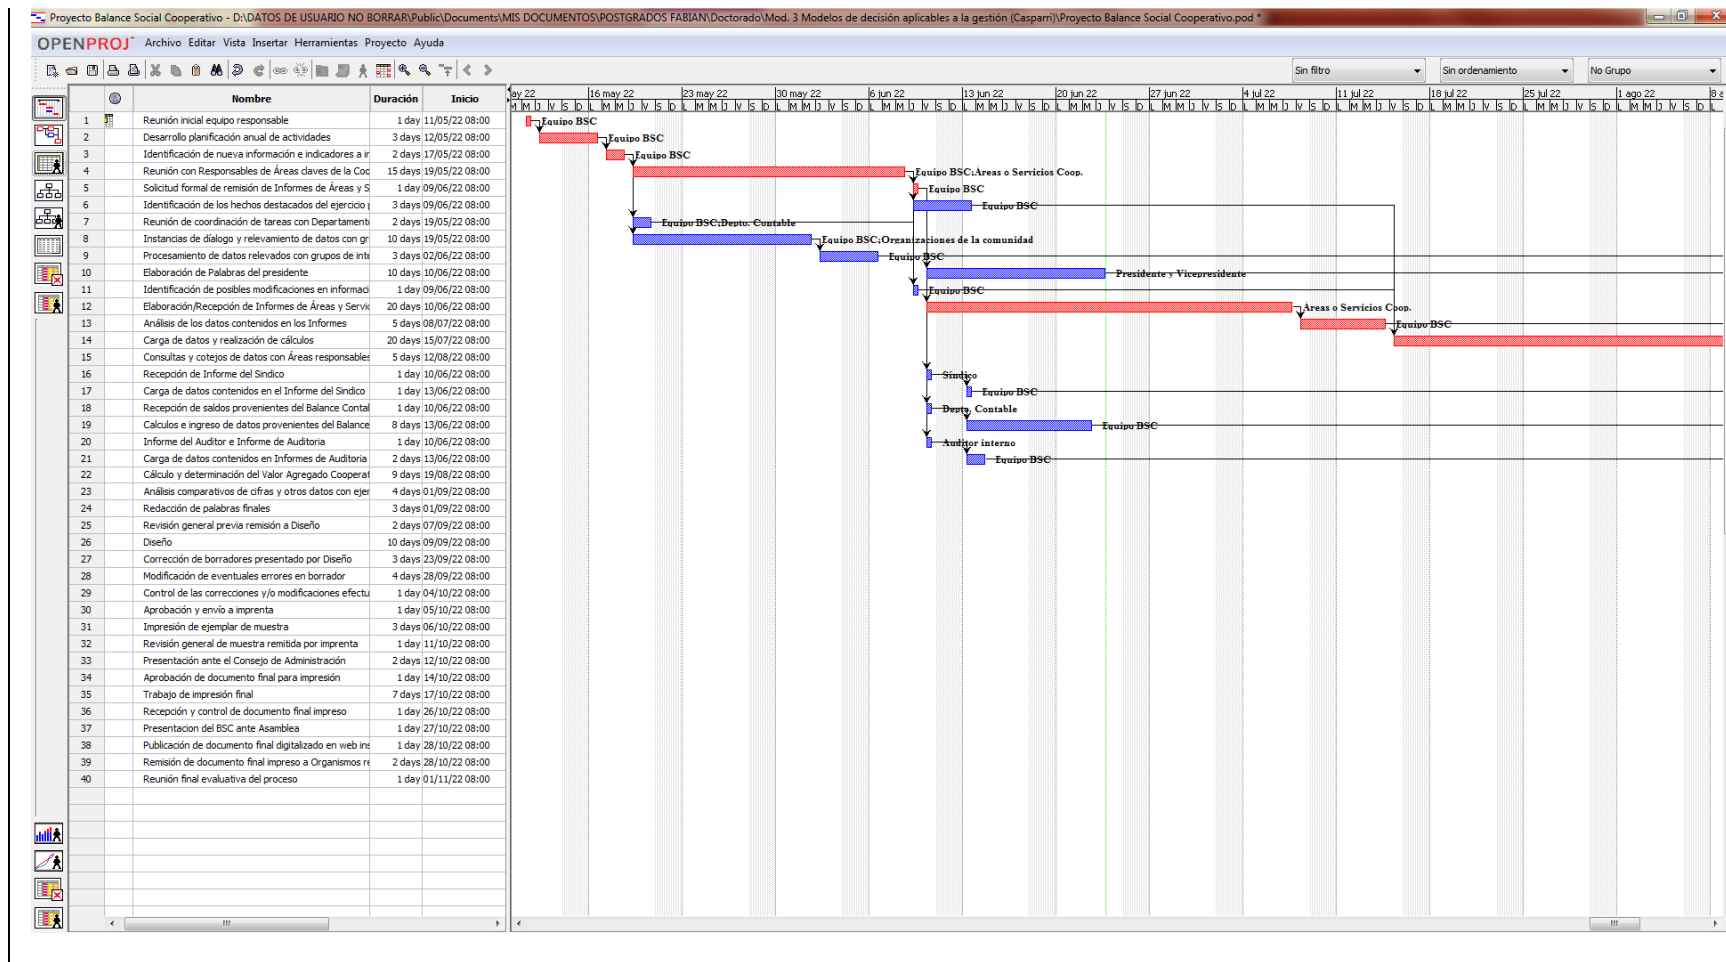 Proyecto Balance Social Cooperativo - D:\DATOS DE USUARIO NO BORRAR\Public\Documents\MIS DOCUMENTOS\POSTGRADOS FABIAN\Doctorado\Mod. 3 Modelos de decisión aplicables a la gestión (Casparri)\Proyecto Balance Social Cooperativo.pod *
OPENPROJ Archivo Editar Vista Insertar Herramientas Proyecto Ayuda
Sin filtro Sin ordenamiento No Grupo
Nombre Duración Inicio
ay 22 16 may 22 23 may 22 30 may 22 6 jun 22 13 jun 22 20 jun 22 27 jun 22 4 jul 22 11 jul 22 18 jul 22 25 jul 22 1 ago 22 8 a
M M J V S D L M M J V S D L M M J V S D L M M J V S D L M M J V S D L M M J V S D L M M J V S D L M M J V S D L M M J V S D L M M J V S D L M M J V S D L M M J V S D L M M J V S D L
1 Reunión inicial equipo responsable 1 day 11/05/22 08:00 Equipo BSC
2 Desarrollo planificación anual de actividades 3 days 12/05/22 08:00 Equipo BSC
3 Identificación de nueva información e indicadores a ir 2 days 17/05/22 08:00 Equipo BSC
4 Reunión con Responsables de Áreas claves de la Coo 15 days 19/05/22 08:00 Equipo BSC;Áreas o Servicios Coop.
5 Solicitud formal de remisión de Informes de Áreas y S 1 day 09/06/22 08:00 Equipo BSC
6 Identificación de los hechos destacados del ejercicio p 3 days 09/06/22 08:00 Equipo BSC
7 Reunión de coordinación de tareas con Departament 2 days 19/05/22 08:00 Equipo BSC;Depto. Contable
8 Instancias de díalogo y relevamiento de datos con gr 10 days 19/05/22 08:00 Equipo BSC;Organizaciones de la comunidad
9 Procesamiento de datos relevados con grupos de inte 3 days 02/06/22 08:00 Equipo BSC
10 Elaboración de Palabras del presidente 10 days 10/06/22 08:00 Presidente y Vicepresidente
11 Identificación de posibles modificaciones en informaci 1 day 09/06/22 08:00 Equipo BSC
12 Elaboración/Recepción de Informes de Áreas y Servic 20 days 10/06/22 08:00 Áreas o Servicios Coop.
13 Análisis de los datos contenidos en los Informes 5 days 08/07/22 08:00 Equipo BSC
14 Carga de datos y realización de cálculos 20 days 15/07/22 08:00
15 Consultas y cotejos de datos con Áreas responsables 5 days 12/08/22 08:00
16 Recepción de Informe del Sindico 1 day 10/06/22 08:00 Síndico
17 Carga de datos contenidos en el Informe del Sindico 1 day 13/06/22 08:00 Equipo BSC
18 Recepción de saldos provenientes del Balance Contal 1 day 10/06/22 08:00 Depto. Contable
19 Calculos e ingreso de datos provenientes del Balance 8 days 13/06/22 08:00 Equipo BSC
20 Informe del Auditor e Informe de Auditoria 1 day 10/06/22 08:00 Auditor interno
21 Carga de datos contenidos en Informes de Auditoria 2 days 13/06/22 08:00 Equipo BSC
22 Cálculo y determinación del Valor Agregado Cooperat 9 days 19/08/22 08:00
23 Análisis comparativos de cifras y otros datos con ejer 4 days 01/09/22 08:00
24 Redacción de palabras finales 3 days 01/09/22 08:00
25 Revisión general previa remisión a Diseño 2 days 07/09/22 08:00
26 Diseño 10 days 09/09/22 08:00
27 Corrección de borradores presentado por Diseño 3 days 23/09/22 08:00
28 Modificación de eventuales errores en borrador 4 days 28/09/22 08:00
29 Control de las correcciones y/o modificaciones efectu 1 day 04/10/22 08:00
30 Aprobación y envío a imprenta 1 day 05/10/22 08:00
31 Impresión de ejemplar de muestra 3 days 06/10/22 08:00
32 Revisión general de muestra remitida por imprenta 1 day 11/10/22 08:00
33 Presentación ante el Consejo de Administración 2 days 12/10/22 08:00
34 Aprobación de documento final para impresión 1 day 14/10/22 08:00
35 Trabajo de impresión final 7 days 17/10/22 08:00
36 Recepción y control de documento final impreso 1 day 26/10/22 08:00
37 Presentacion del BSC ante Asamblea 1 day 27/10/22 08:00
38 Publicación de documento final digitalizado en web ins 1 day 28/10/22 08:00
39 Remisión de documento final impreso a Organismos re 2 days 28/10/22 08:00
40 Reunión final evaluativa del proceso 1 day 01/11/22 08:00